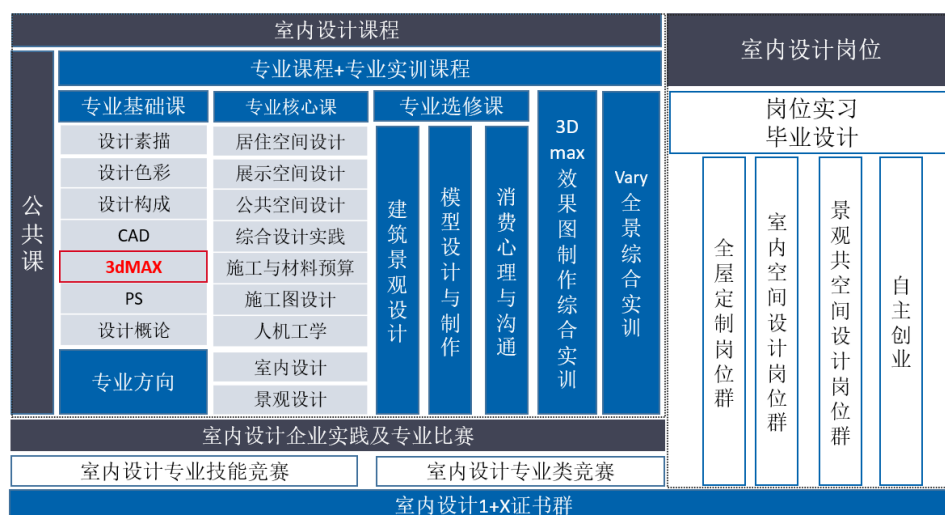 室内设计课程
室内设计岗位
公共课
专业课程+专业实训课程
专业基础课
设计素描
设计色彩
设计构成
CAD
3dMAX
PS
设计概论
专业方向
专业核心课
居住空间设计
展示空间设计
公共空间设计
综合设计实践
施工与材料预算
施工图设计
人机工学
室内设计
景观设计
专业选修课
建筑景观设计
模型设计与制作
消费心理与沟通
3D
max
效果图制作综合实训
Vary
全景综合实训
岗位实习
毕业设计
全屋定制岗位群
室内空间设计岗位群
景观共空间设计岗位群
自主创业
室内设计企业实践及专业比赛
室内设计专业技能竞赛
室内设计专业类竞赛
室内设计1+X证书群